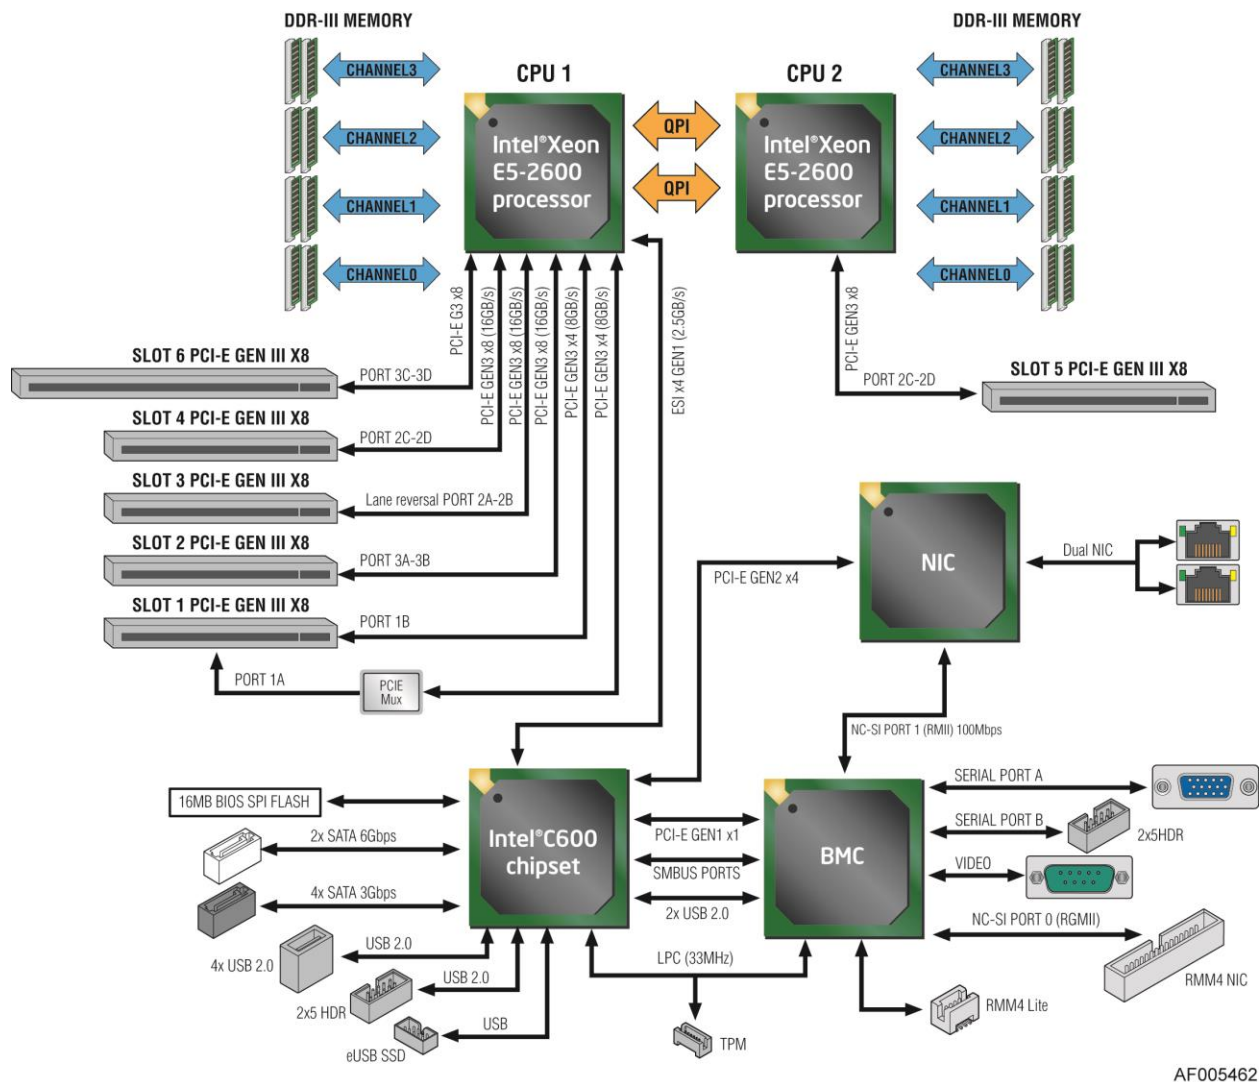 DDR-III MEMORY
DDR-III MEMORY
CPU 1
CPU 2
CHANNEL3
CHANNEL2
CHANNEL1
CHANNEL0
Intel®Xeon
E5-2600
processor
QPI
QPI
Intel®Xeon
E5-2600
processor
CHANNEL3
CHANNEL2
CHANNEL1
CHANNEL0
PCI-E G3 x8
PCI-E GEN3 x8 (16GB/s)
PCI-E GEN3 x8 (16GB/s)
PCI-E GEN3 x8 (16GB/s)
PCI-E GEN3 x4 (8GB/s)
PCI-E GEN3 x4 (8GB/s)
ESI x4 GEN1 (2.5GB/s)
PCI-E GEN3 x8
SLOT 6 PCI-E GEN III X8
PORT 3C-3D
PORT 2C-2D
SLOT 5 PCI-E GEN III X8
SLOT 4 PCI-E GEN III X8
PORT 2C-2D
SLOT 3 PCI-E GEN III X8
Lane reversal PORT 2A-2B
SLOT 2 PCI-E GEN III X8
PORT 3A-3B
SLOT 1 PCI-E GEN III X8
PORT 1B
PORT 1A
PCIE
Mux
PCI-E GEN2 x4
NIC
Dual NIC
NC-SI PORT 1 (RMII) 100Mbps
16MB BIOS SPI FLASH
2x SATA 6Gbps
4x SATA 3Gbps
USB 2.0
4x USB 2.0
USB 2.0
2x5 HDR
USB
eUSB SSD
Intel®C600
chipset
PCI-E GEN1 x1
SMBUS PORTS
2x USB 2.0
LPC (33MHz)
TPM
BMC
SERIAL PORT A
SERIAL PORT B
2x5HDR
VIDEO
NC-SI PORT 0 (RGMII)
RMM4 NIC
RMM4 Lite
AF005462